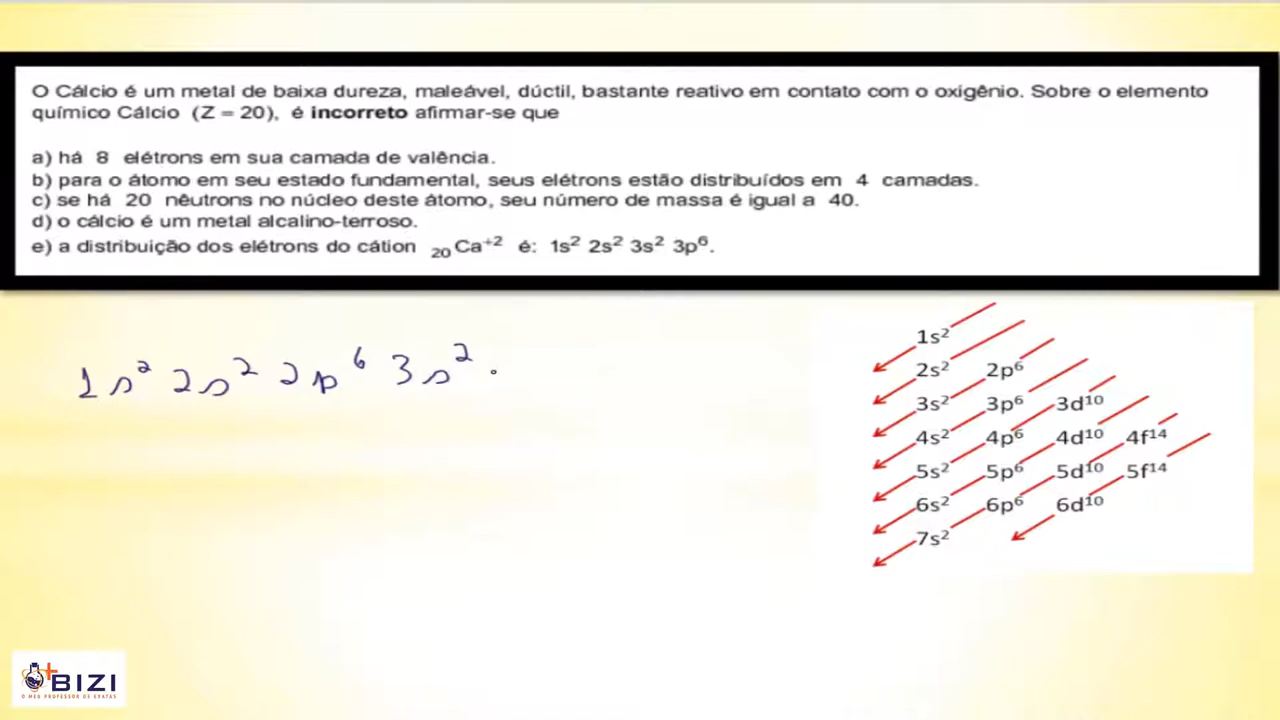 O Cálcio é um metal de baixa dureza, maleável, dúctil, bastante reativo em contato com o oxigênio. Sobre o elemento
químico Cálcio (Z = 20), é incorreto afirmar-se que
a) há 8 elétrons em sua camada de valência.
b) para o átomo em seu estado fundamental, seus elétrons estão distribuídos em 4 camadas.
c) se há 20 nêutrons no núcleo deste átomo, seu número de massa é igual a 40.
d) o cálcio é um metal alcalino-terroso.
e) a distribuição dos elétrons do cátion ₂₀Ca⁺² é: 1s² 2s² 3s² 3p⁶.
1s² 2s² 2p⁶ 3s²
1s²
2s² 2p⁶
3s² 3p⁶ 3d¹⁰
4s² 4p⁶ 4d¹⁰ 4f¹⁴
5s² 5p⁶ 5d¹⁰ 5f¹⁴
6s² 6p⁶ 6d¹⁰
7s²
BIZI
O MEU PROFESSOR DE EXATAS